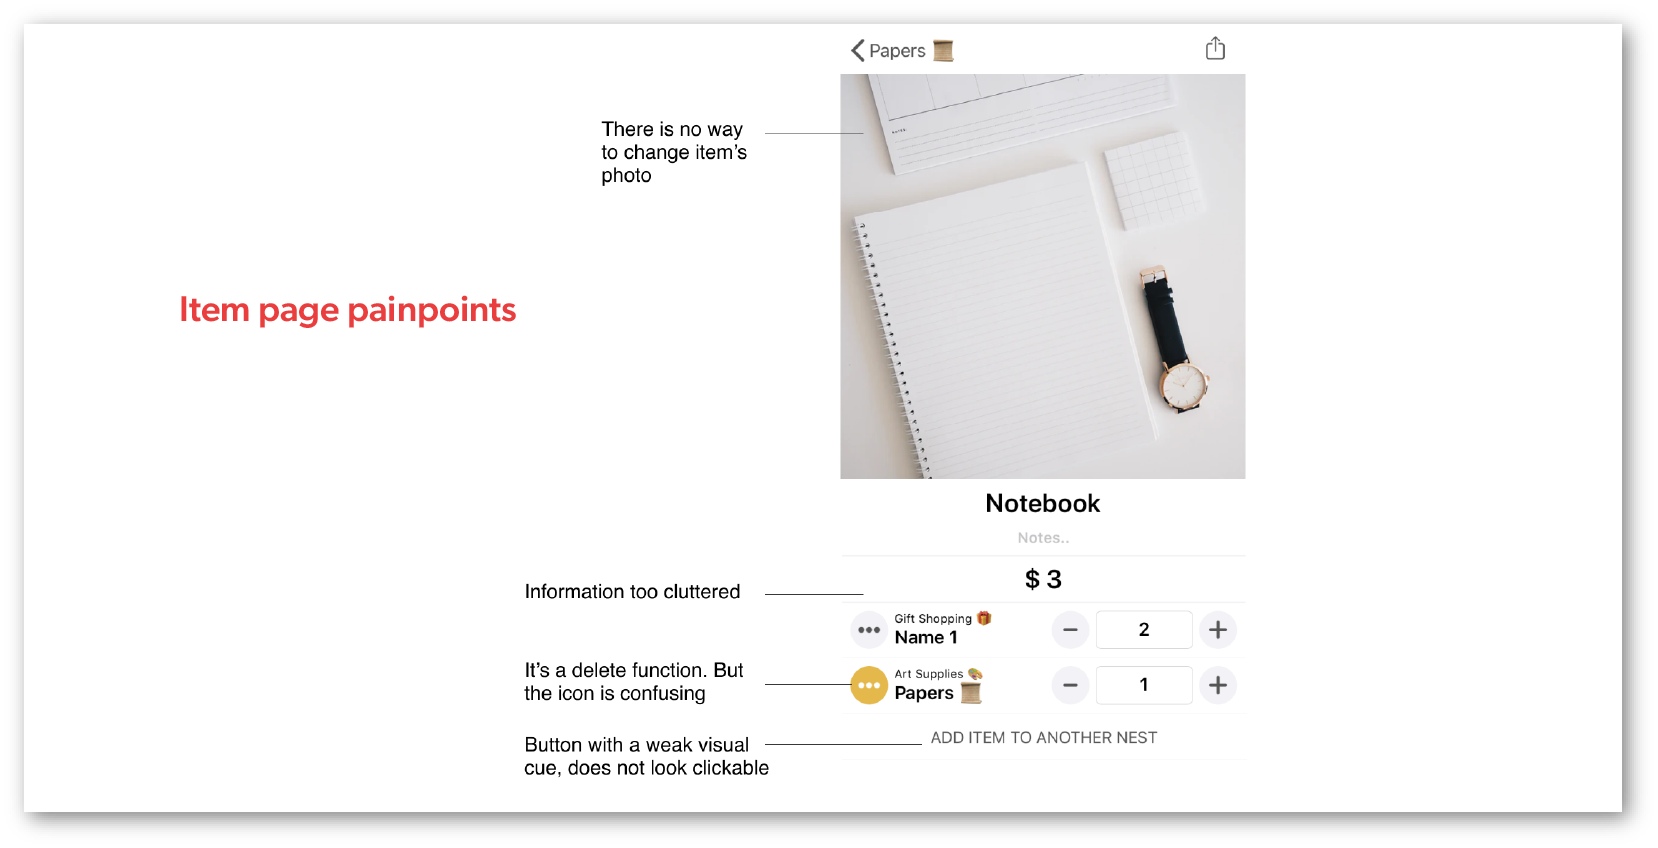 Papers
There is no way
to change item's
photo
NOTES
Item page painpoints
Notebook
Notes..
Information too cluttered
$ 3
Gift Shopping
Name 1
2
It's a delete function. But
the icon is confusing
Art Supplies
Papers
1
Button with a weak visual
cue, does not look clickable
ADD ITEM TO ANOTHER NEST